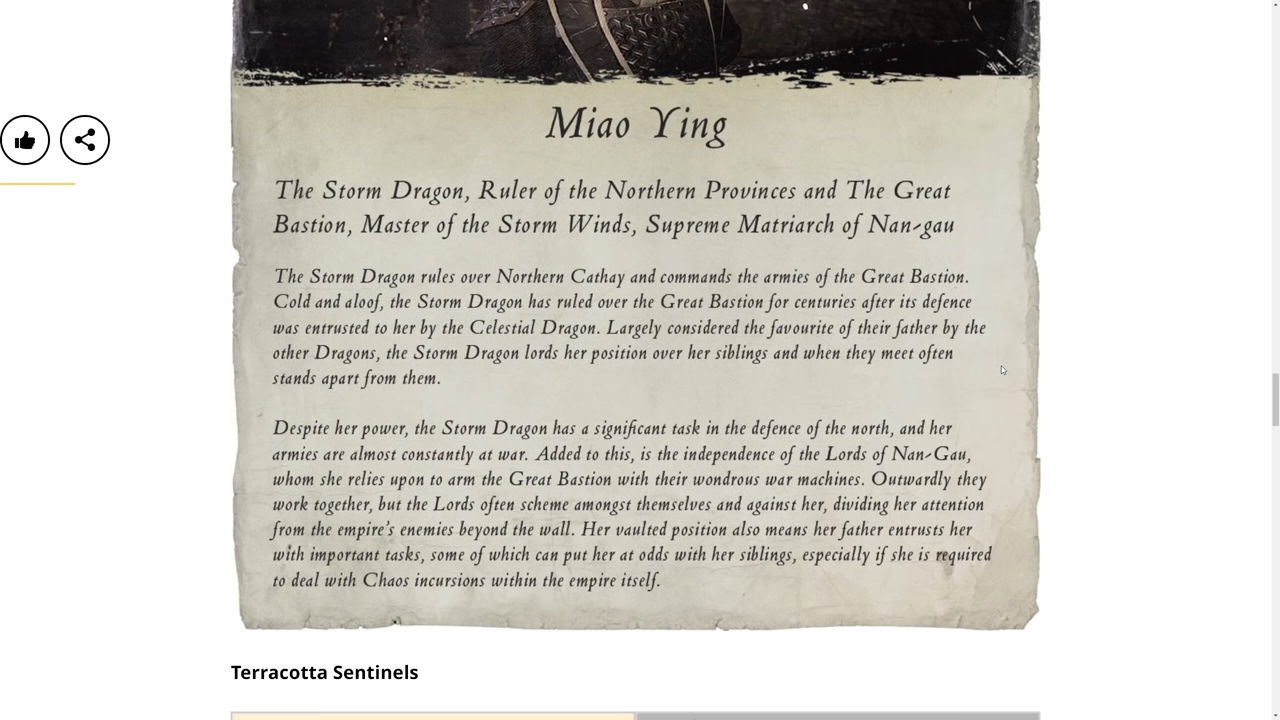 Miao Ying
The Storm Dragon, Ruler of the Northern Provinces and The Great
Bastion, Master of the Storm Winds, Supreme Matriarch of Nan-gau
The Storm Dragon rules over Northern Cathay and commands the armies of the Great Bastion.
Cold and aloof, the Storm Dragon has ruled over the Great Bastion for centuries after its defence
was entrusted to her by the Celestial Dragon. Largely considered the favourite of their father by the
other Dragons, the Storm Dragon lords her position over her siblings and when they meet often
stands apart from them.
Despite her power, the Storm Dragon has a significant task in the defence of the north, and her
armies are almost constantly at war. Added to this, is the independence of the Lords of Nan-Gau,
whom she relies upon to arm the Great Bastion with their wondrous war machines. Outwardly they
work together, but the Lords often scheme amongst themselves and against her, dividing her attention
from the empire's enemies beyond the wall. Her vaulted position also means her father entrusts her
with important tasks, some of which can put her at odds with her siblings, especially if she is required
to deal with Chaos incursions within the empire itself.
Terracotta Sentinels